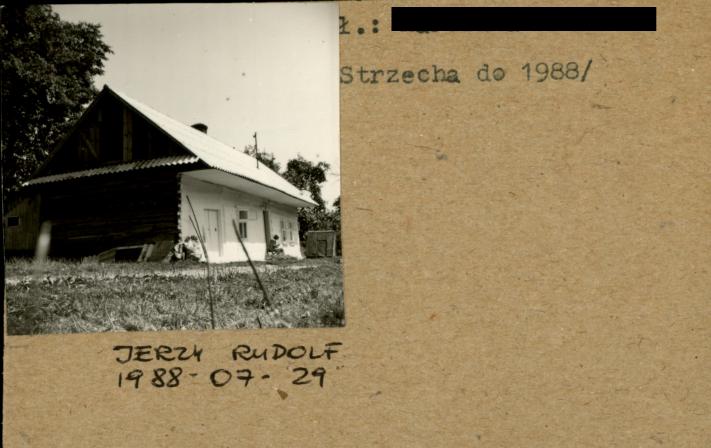 ł.:
Strzecha do 1988/
JERZY RUDOLF
1988-07-29